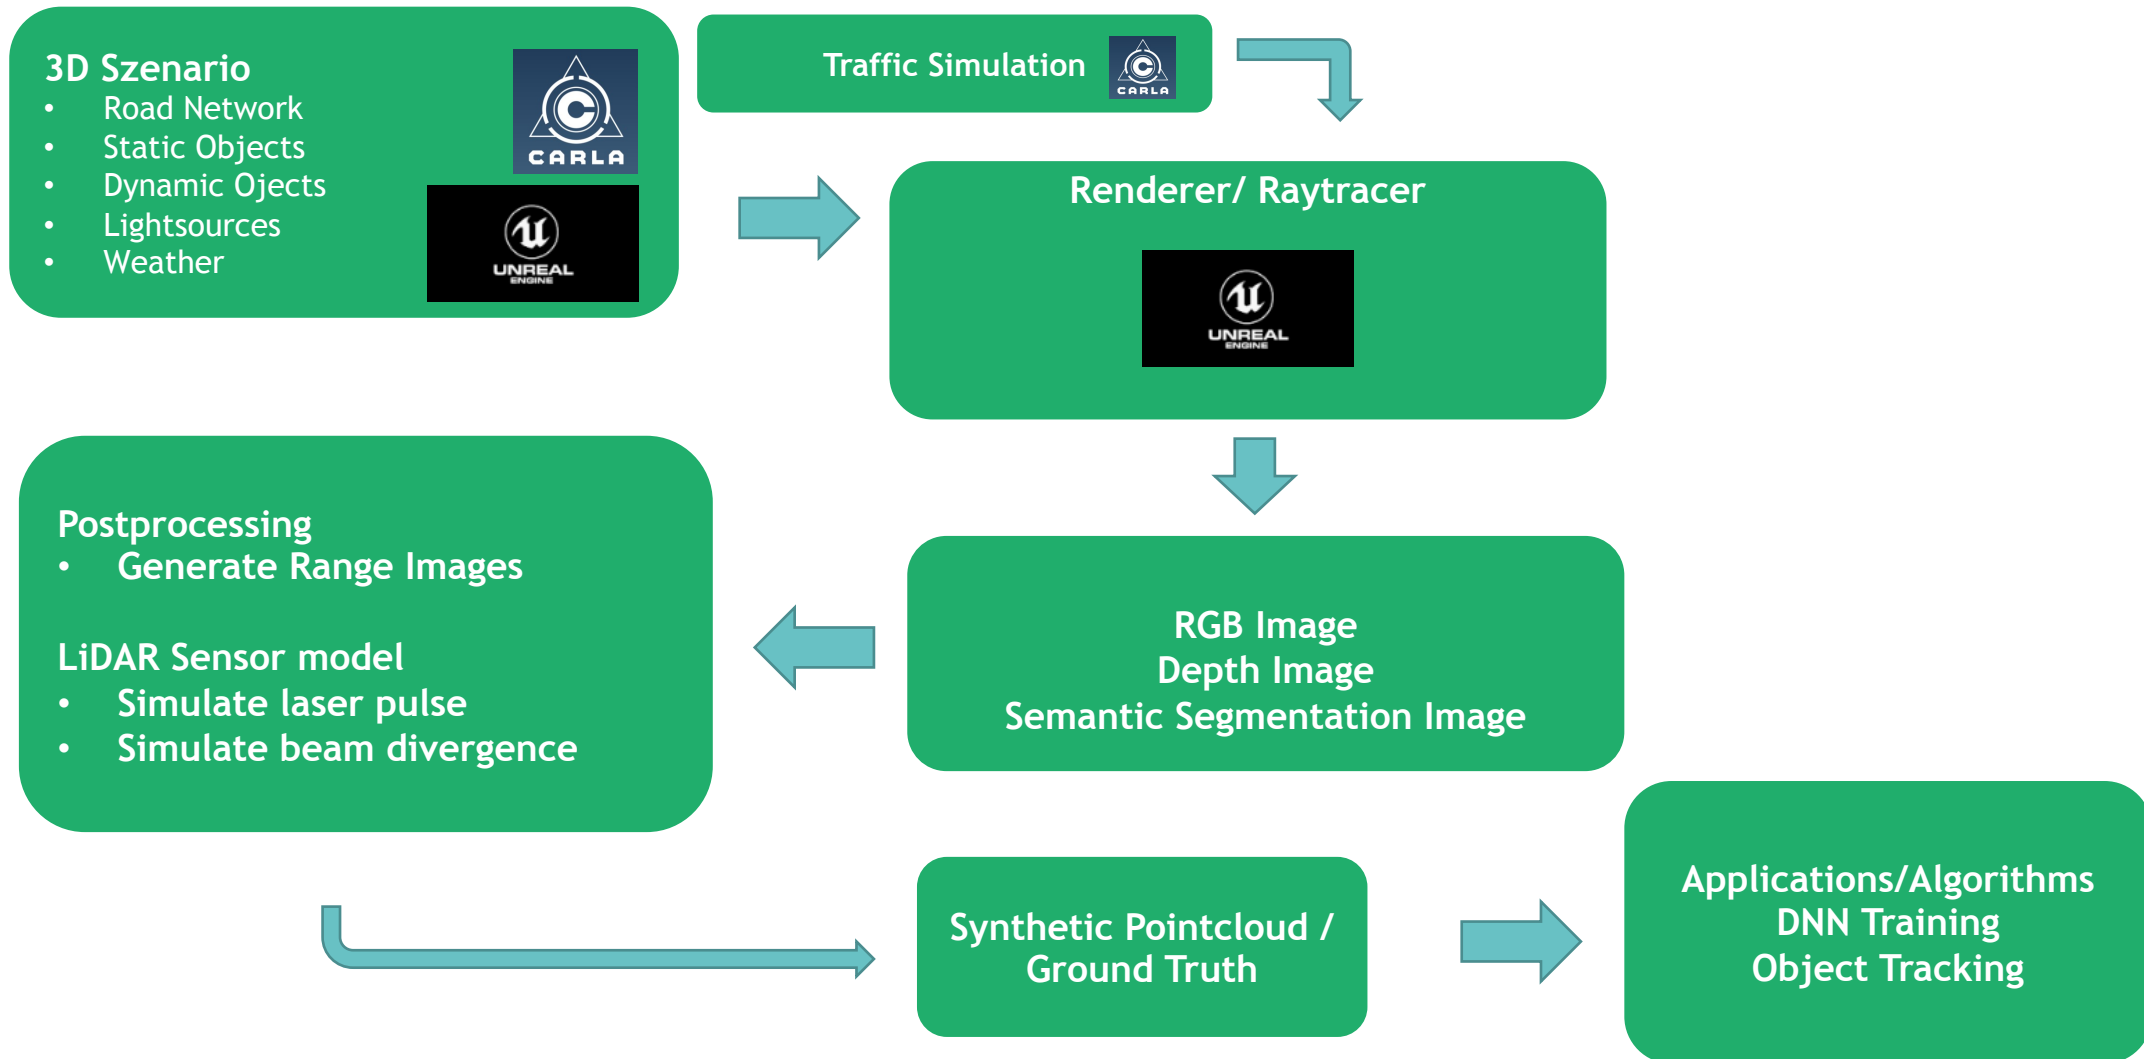 3D Szenario
• Road Network
• Static Objects
• Dynamic Ojects
• Lightsources
• Weather
CARLA
UNREAL
ENGINE
Traffic Simulation
CARLA
Renderer/ Raytracer
UNREAL
ENGINE
RGB Image
Depth Image
Semantic Segmentation Image
Postprocessing
• Generate Range Images
LiDAR Sensor model
• Simulate laser pulse
• Simulate beam divergence
Synthetic Pointcloud /
Ground Truth
Applications/Algorithms
DNN Training
Object Tracking